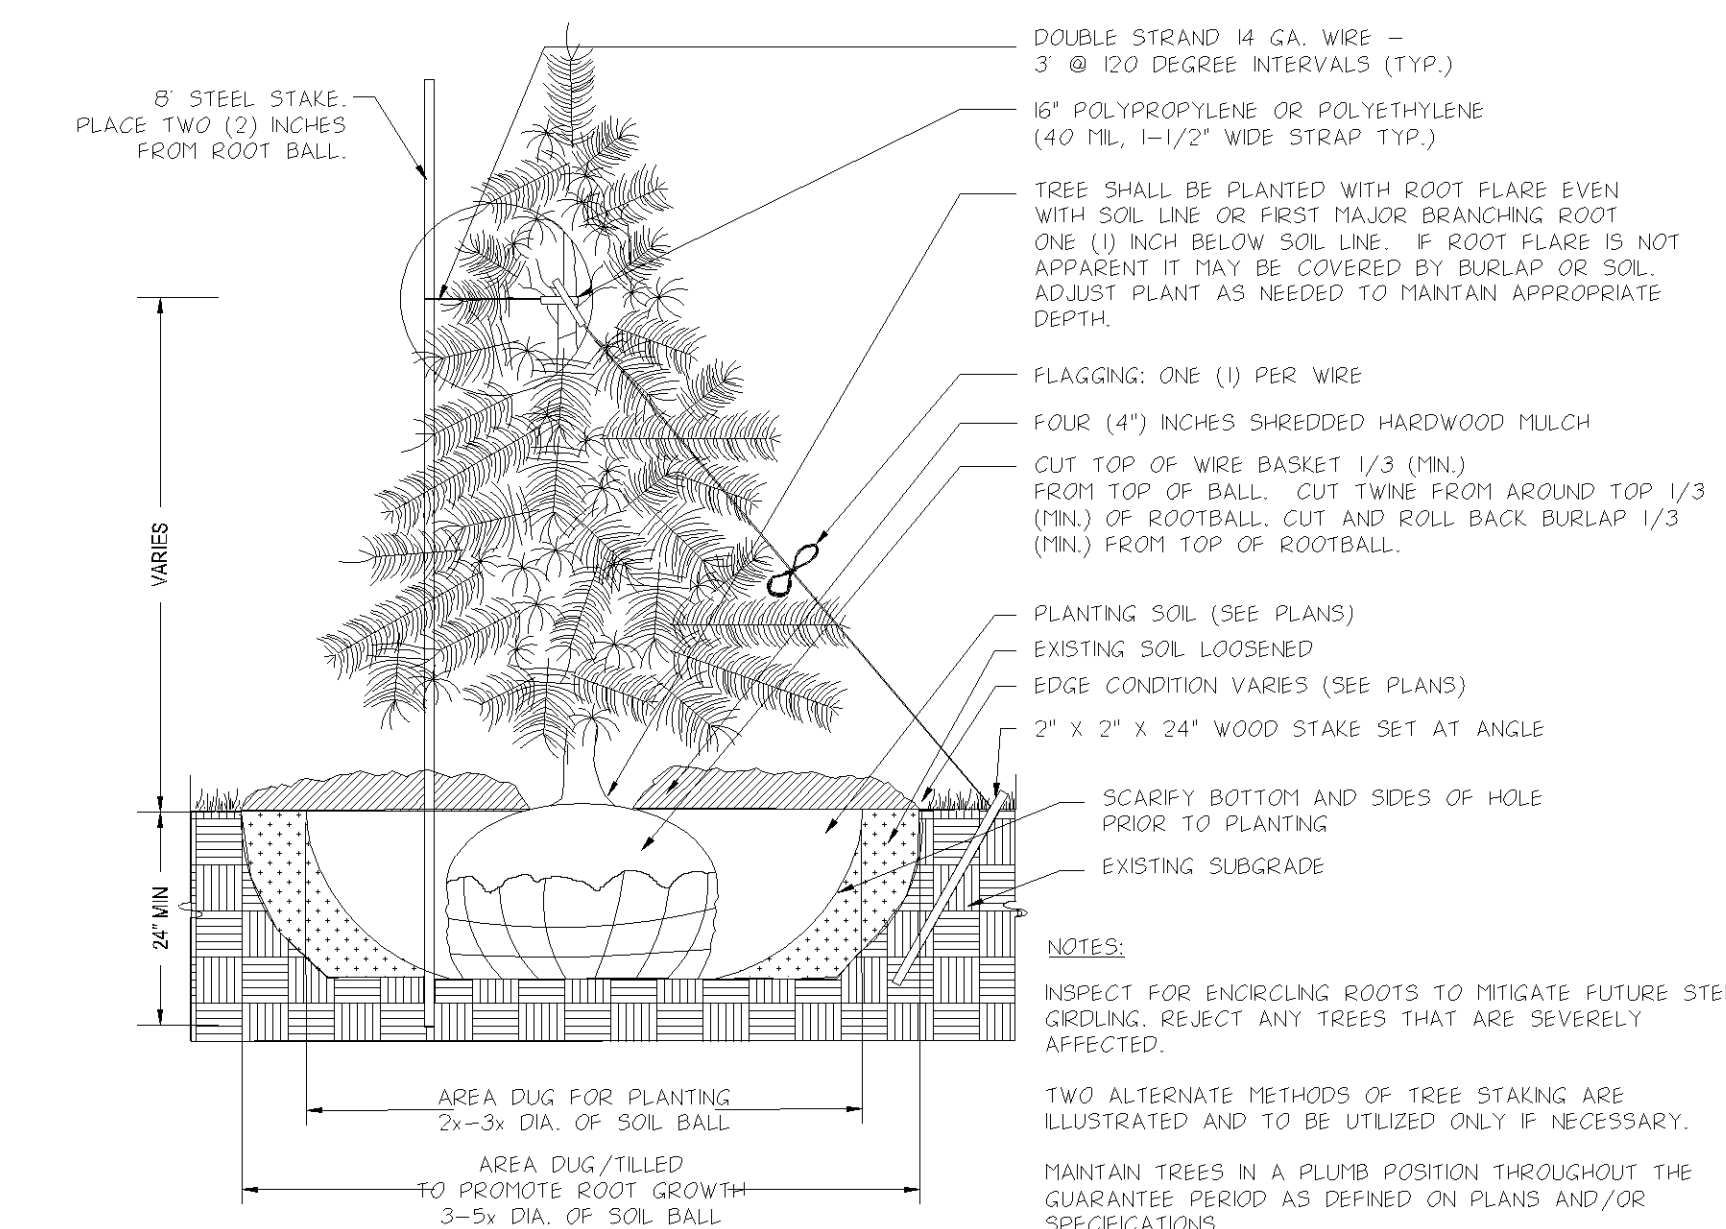 8' STEEL STAKE.
PLACE TWO (2) INCHES
FROM ROOT BALL.
DOUBLE STRAND 14 GA. WIRE –
3' @ 120 DEGREE INTERVALS (TYP.)
16" POLYPROPYLENE OR POLYETHYLENE
(40 MIL, 1-1/2" WIDE STRAP TYP.)
TREE SHALL BE PLANTED WITH ROOT FLARE EVEN
WITH SOIL LINE OR FIRST MAJOR BRANCHING ROOT
ONE (1) INCH BELOW SOIL LINE. IF ROOT FLARE IS NOT
APPARENT IT MAY BE COVERED BY BURLAP OR SOIL.
ADJUST PLANT AS NEEDED TO MAINTAIN APPROPRIATE
DEPTH.
FLAGGING: ONE (1) PER WIRE
FOUR (4") INCHES SHREDDED HARDWOOD MULCH
CUT TOP OF WIRE BASKET 1/3 (MIN.)
FROM TOP OF BALL. CUT TWINE FROM AROUND TOP 1/3
(MIN.) OF ROOTBALL. CUT AND ROLL BACK BURLAP 1/3
(MIN.) FROM TOP OF ROOTBALL.
PLANTING SOIL (SEE PLANS)
EXISTING SOIL LOOSENED
EDGE CONDITION VARIES (SEE PLANS)
2" X 2" X 24" WOOD STAKE SET AT ANGLE
SCARIFY BOTTOM AND SIDES OF HOLE
PRIOR TO PLANTING
EXISTING SUBGRADE
VARIES
24" MIN
AREA DUG FOR PLANTING
2x-3x DIA. OF SOIL BALL
AREA DUG/TILLED
TO PROMOTE ROOT GROWTH
3-5x DIA. OF SOIL BALL
NOTES:
INSPECT FOR ENCIRCLING ROOTS TO MITIGATE FUTURE
GIRDLING. REJECT ANY TREES THAT ARE SEVERELY
AFFECTED.
TWO ALTERNATE METHODS OF TREE STAKING ARE
ILLUSTRATED AND TO BE UTILIZED ONLY IF NECESSARY.
MAINTAIN TREES IN A PLUMB POSITION THROUGHOUT THE
GUARANTEE PERIOD AS DEFINED ON PLANS AND/OR
SPECIFICATIONS